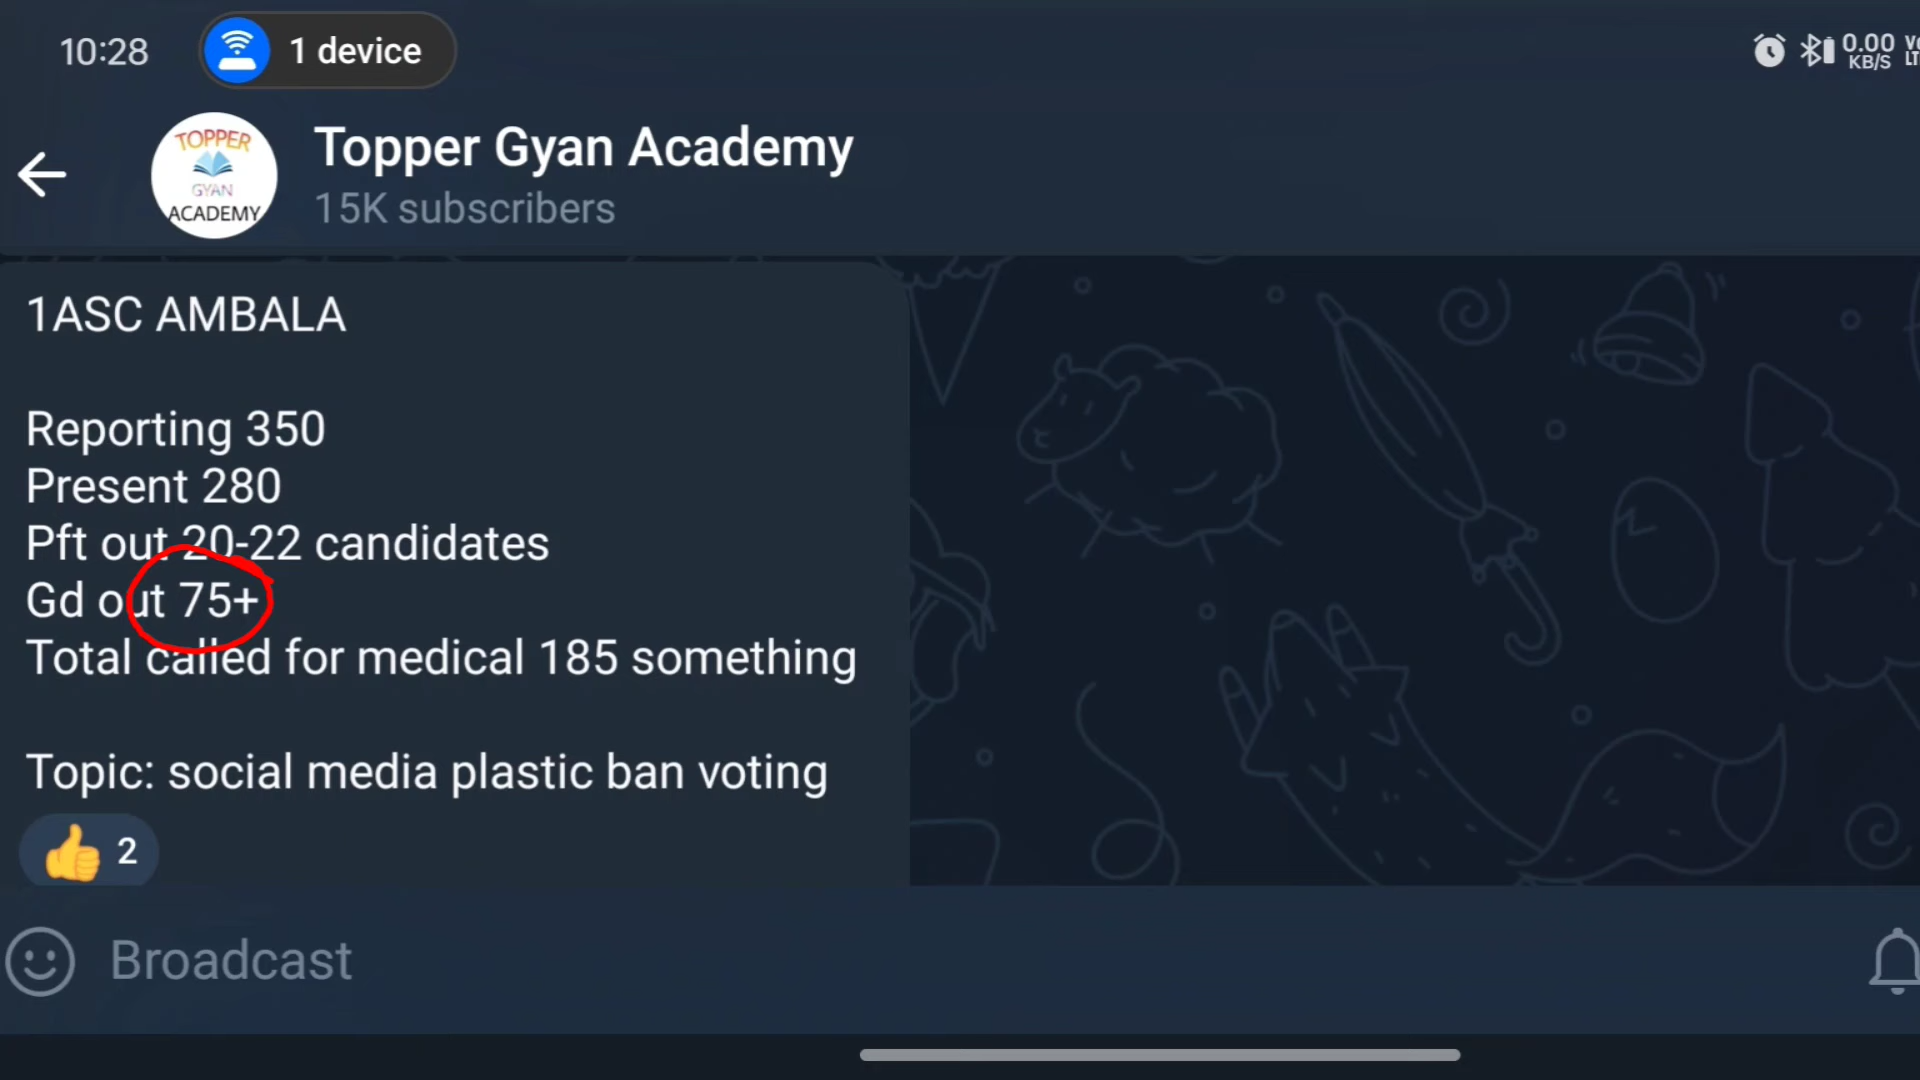 10:28
1 device
0.00
KB/S
TOPPER
GYAN
ACADEMY
Topper Gyan Academy
15K subscribers
1ASC AMBALA
Reporting 350
Present 280
Pft out 20-22 candidates
Gd out 75+
Total called for medical 185 something
Topic: social media plastic ban voting
👍 2
Broadcast